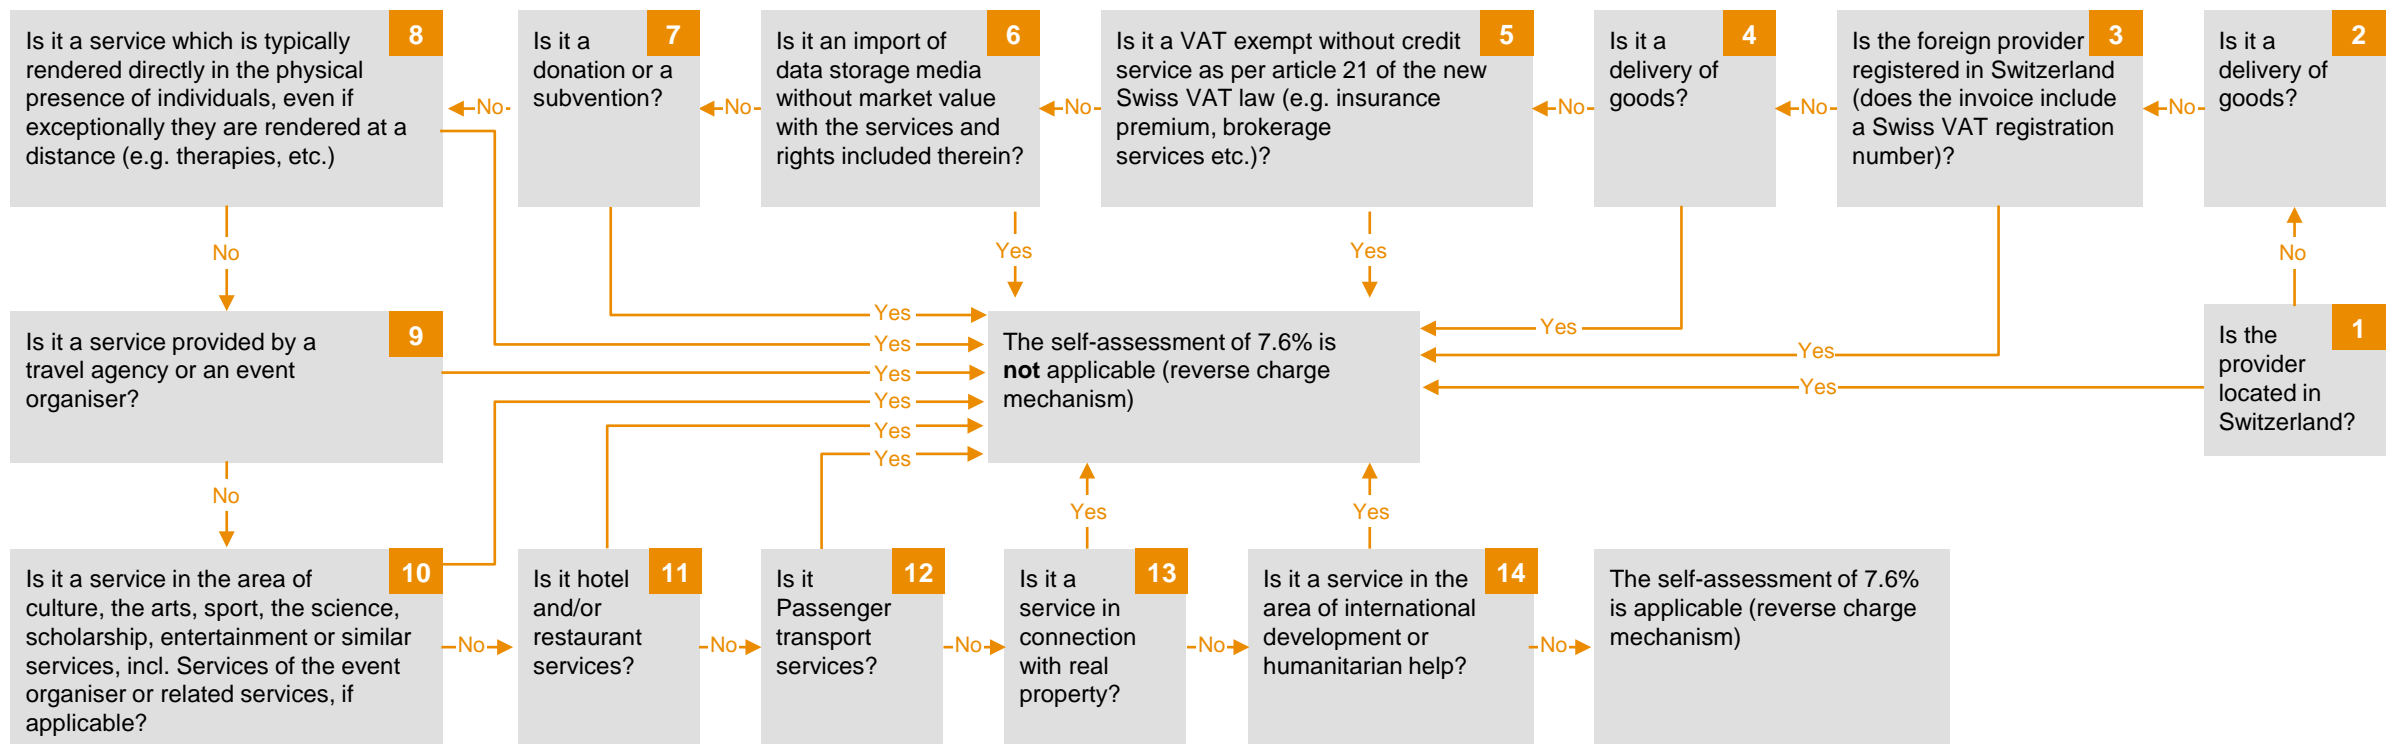 8
Is it a service which is typically
rendered directly in the physical
presence of individuals, even if
exceptionally they are rendered at a
distance (e.g. therapies, etc.)
No
7
Is it a
donation or a
subvention?
No
6
Is it an import of
data storage media
without market value
with the services and
rights included therein?
No
5
Is it a VAT exempt without credit
service as per article 21 of the new
Swiss VAT law (e.g. insurance
premium, brokerage
services etc.)?
No
4
Is it a
delivery of
goods?
No
3
Is the foreign provider
registered in Switzerland
(does the invoice include
a Swiss VAT registration
number)?
No
2
Is it a
delivery of
goods?
No
Yes
Yes
No
Yes
Yes
Yes
Yes
Yes
Yes
Yes
Yes
Yes
9
Is it a service provided by a
travel agency or an event
organiser?
The self-assessment of 7.6% is
not applicable (reverse charge
mechanism)
1
Is the
provider
located in
Switzerland?
No
Yes
Yes
10
Is it a service in the area of
culture, the arts, sport, the science,
scholarship, entertainment or similar
services, incl. Services of the event
organiser or related services, if
applicable?
No
11
Is it hotel
and/or
restaurant
services?
No
12
Is it
Passenger
transport
services?
No
13
Is it a
service in
connection
with real
property?
No
14
Is it a service in the
area of international
development or
humanitarian help?
No
The self-assessment of 7.6%
is applicable (reverse charge
mechanism)